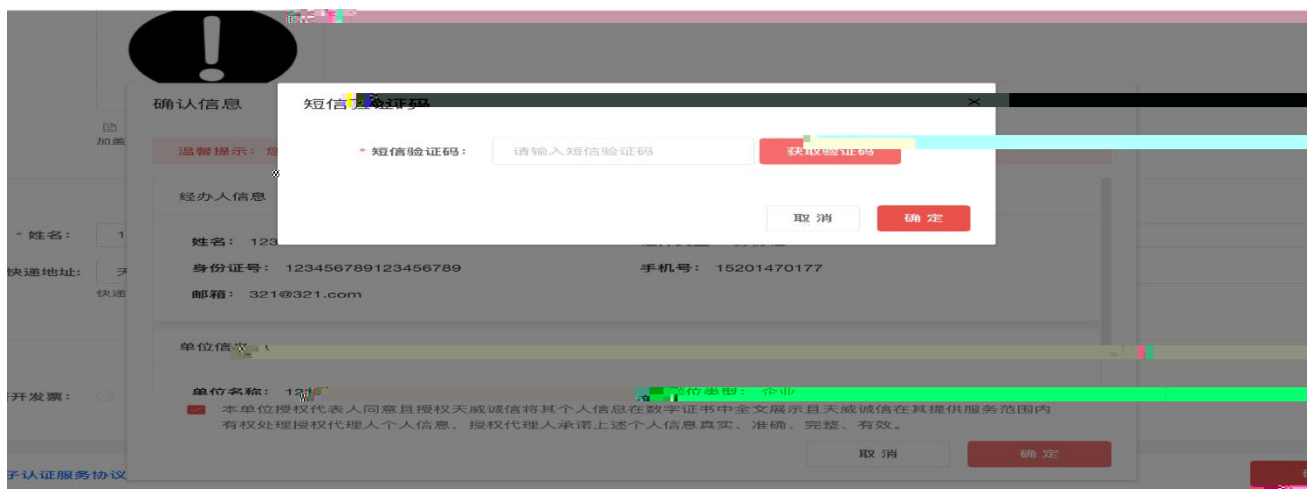 确认信息
短信验证码
加盖
温馨提示：
* 短信验证码：
请输入短信验证码
获取验证码
经办人信息
取消
确定
* 姓名：
1
姓名： 123
快递地址：
身份证号： 123456789123456789
手机号： 15201470177
快递
邮箱： 321@321.com
单位信息
开发票：
单位名称： 12
单位类型： 企业
本单位授权代表人同意且授权天威诚信将其个人信息在数字证书中全文展示且天威诚信在其提供服务范围内
有权处理授权代理人个人信息，授权代理人承诺上述个人信息真实、准确、完整、有效。
取消
确定
子认证服务协议